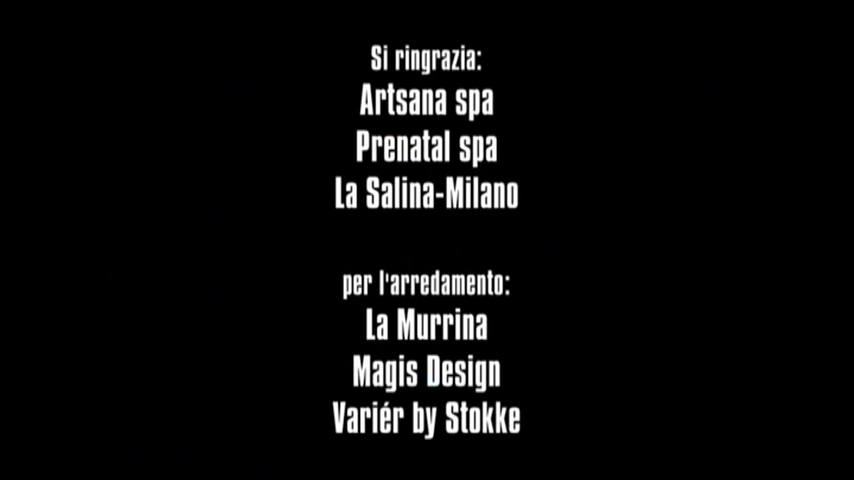 Si ringrazia:
Artsana spa
Prenatal spa
La Salina-Milano
per l'arredamento:
La Murrina
Magis Design
Variér by Stokke